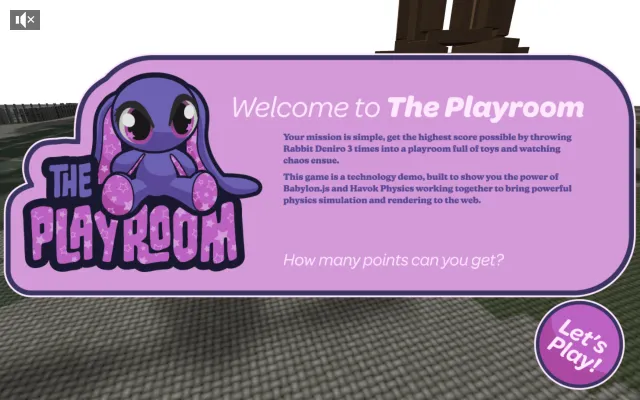 Welcome to The Playroom
Your mission is simple, get the highest score possible by throwing
Rabbit Deniro 3 times into a playroom full of toys and watching
chaos ensue.
This game is a technology demo, built to show you the power of
Babylon.js and Havok Physics working together to bring powerful
physics simulation and rendering to the web.
How many points can you get?
THE
PLAYROOM
Let's
Play!